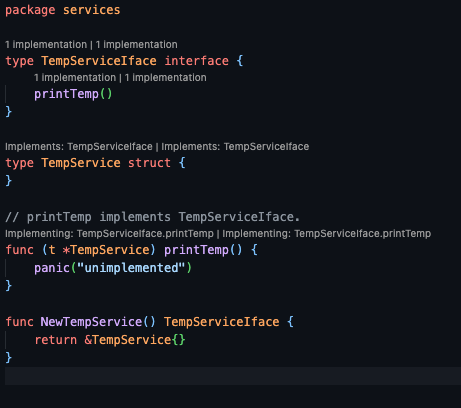 package services
1 implementation | 1 implementation
type TempServiceIface interface {
1 implementation | 1 implementation
printTemp()
}
Implements: TempServiceIface | Implements: TempServiceIface
type TempService struct {
}
// printTemp implements TempServiceIface.
Implementing: TempServiceIface.printTemp | Implementing: TempServiceIface.printTemp
func (t *TempService) printTemp() {
panic("unimplemented")
}
func NewTempService() TempServiceIface {
return &TempService{}
}